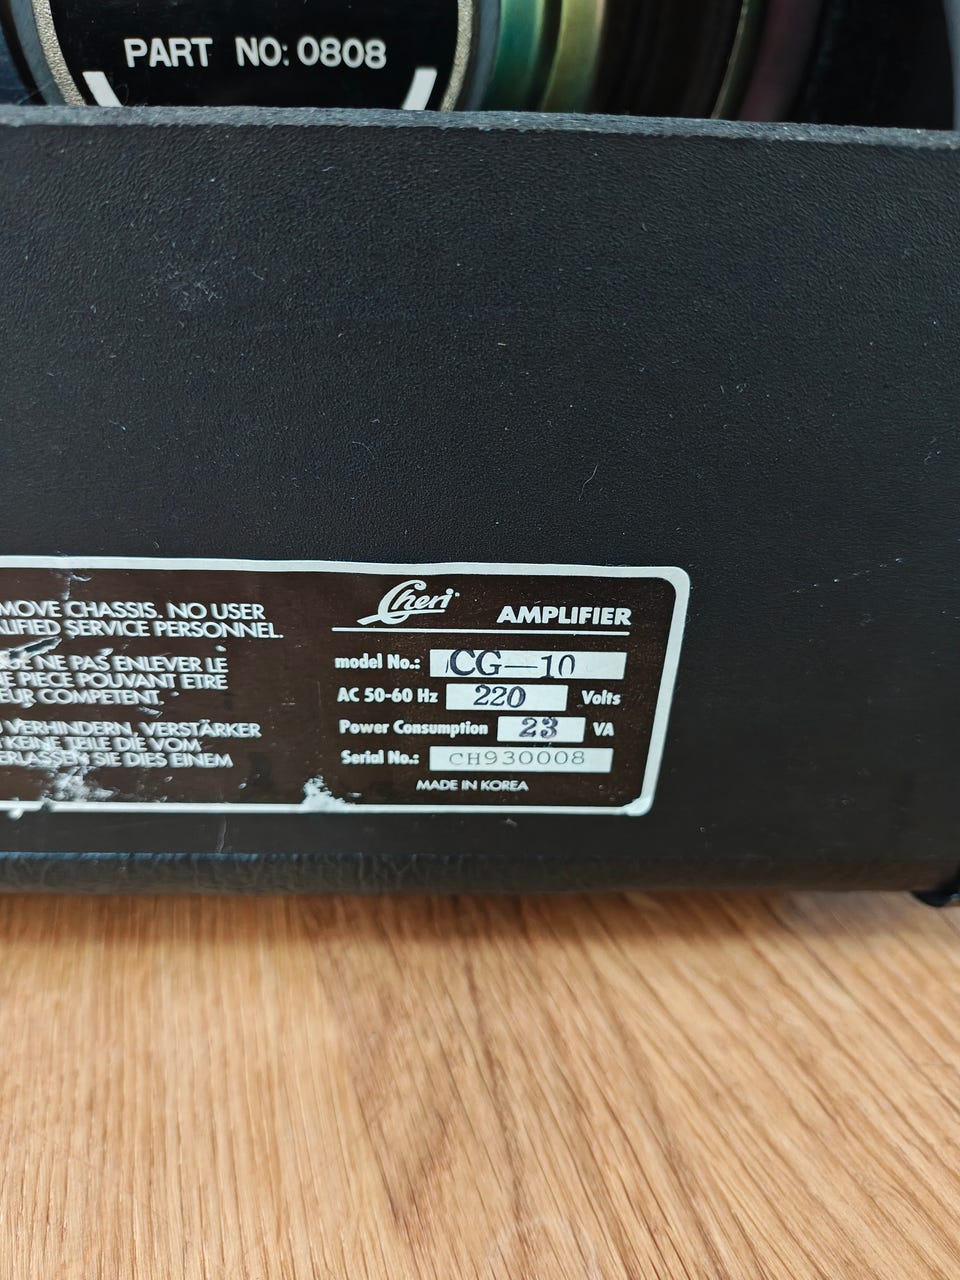 PART NO: 0808
MOVE CHASSIS. NO USER
LIFIED SERVICE PERSONNEL.
NE PAS ENLEVER LE
PIECE POUVANT ETRE
EUR COMPETENT.
VERHINDERN, VERSTÄRKER
KEINE TEILE DIE VOM
ERLASSEN SIE DIES EINEM
Cheri
AMPLIFIER
model No.: CG-10
AC 50-60 Hz 220 Volts
Power Consumption 23 VA
Serial No.: CH930008
MADE IN KOREA